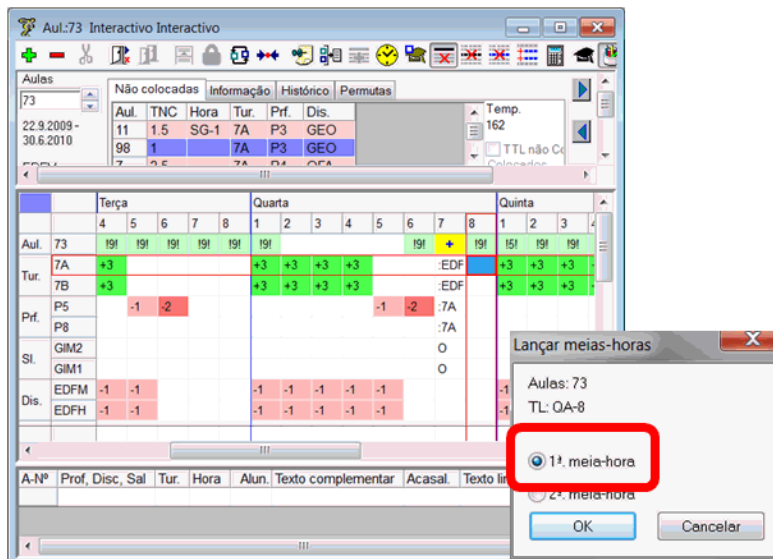 Aul.:73 Interactivo Interactivo
Aulas
73
22.9.2009 -
30.6.2010
Não colocadas Informação Histórico Permutas
Aul. TNC Hora Tur. Prf. Dis.
11 1.5 SG-1 7A P3 GEO
98 1 7A P3 GEO
Temp.
162
TTL não Co
Terça Quarta Quinta
4 5 6 7 8 1 2 3 4 5 6 7 8 1 2 3 4
Aul. 73 !9! !9! !9! !9! !9! !9! !9! + !9! !5! !9! !9!
Tur.
7A +3 +3 +3 +3 +3 :EDF +3 +3 +3
7B +3 +3 +3 +3 +3 :EDF +3 +3 +3
Prf.
P5 -1 -2 -1 -2 :7A
P8 :7A
Sl.
GIM2 O
GIM1 O
Dis.
EDFM -1 -1 -1 -1 -1 -1 -1 -1
EDFH -1 -1 -1 -1 -1 -1 -1 -1
A-Nº Prof, Disc, Sal Tur. Hora Alun. Texto complementar Acasal. Texto lin
Lançar meias-horas
Aulas: 73
TL: QA-8
1ª. meia-hora
2ª. meia-hora
OK Cancelar